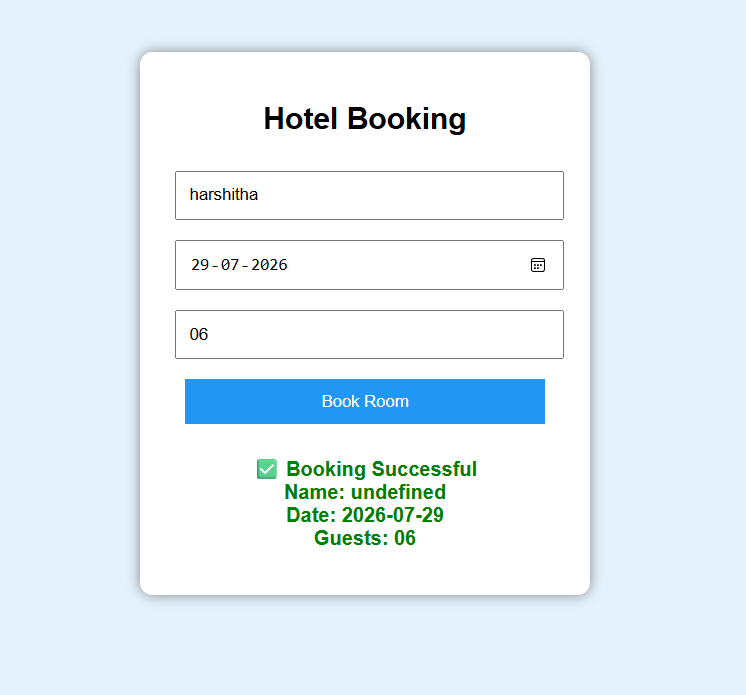 Hotel Booking
harshitha
29-07-2026
06
Book Room
✅ Booking Successful
Name: undefined
Date: 2026-07-29
Guests: 06